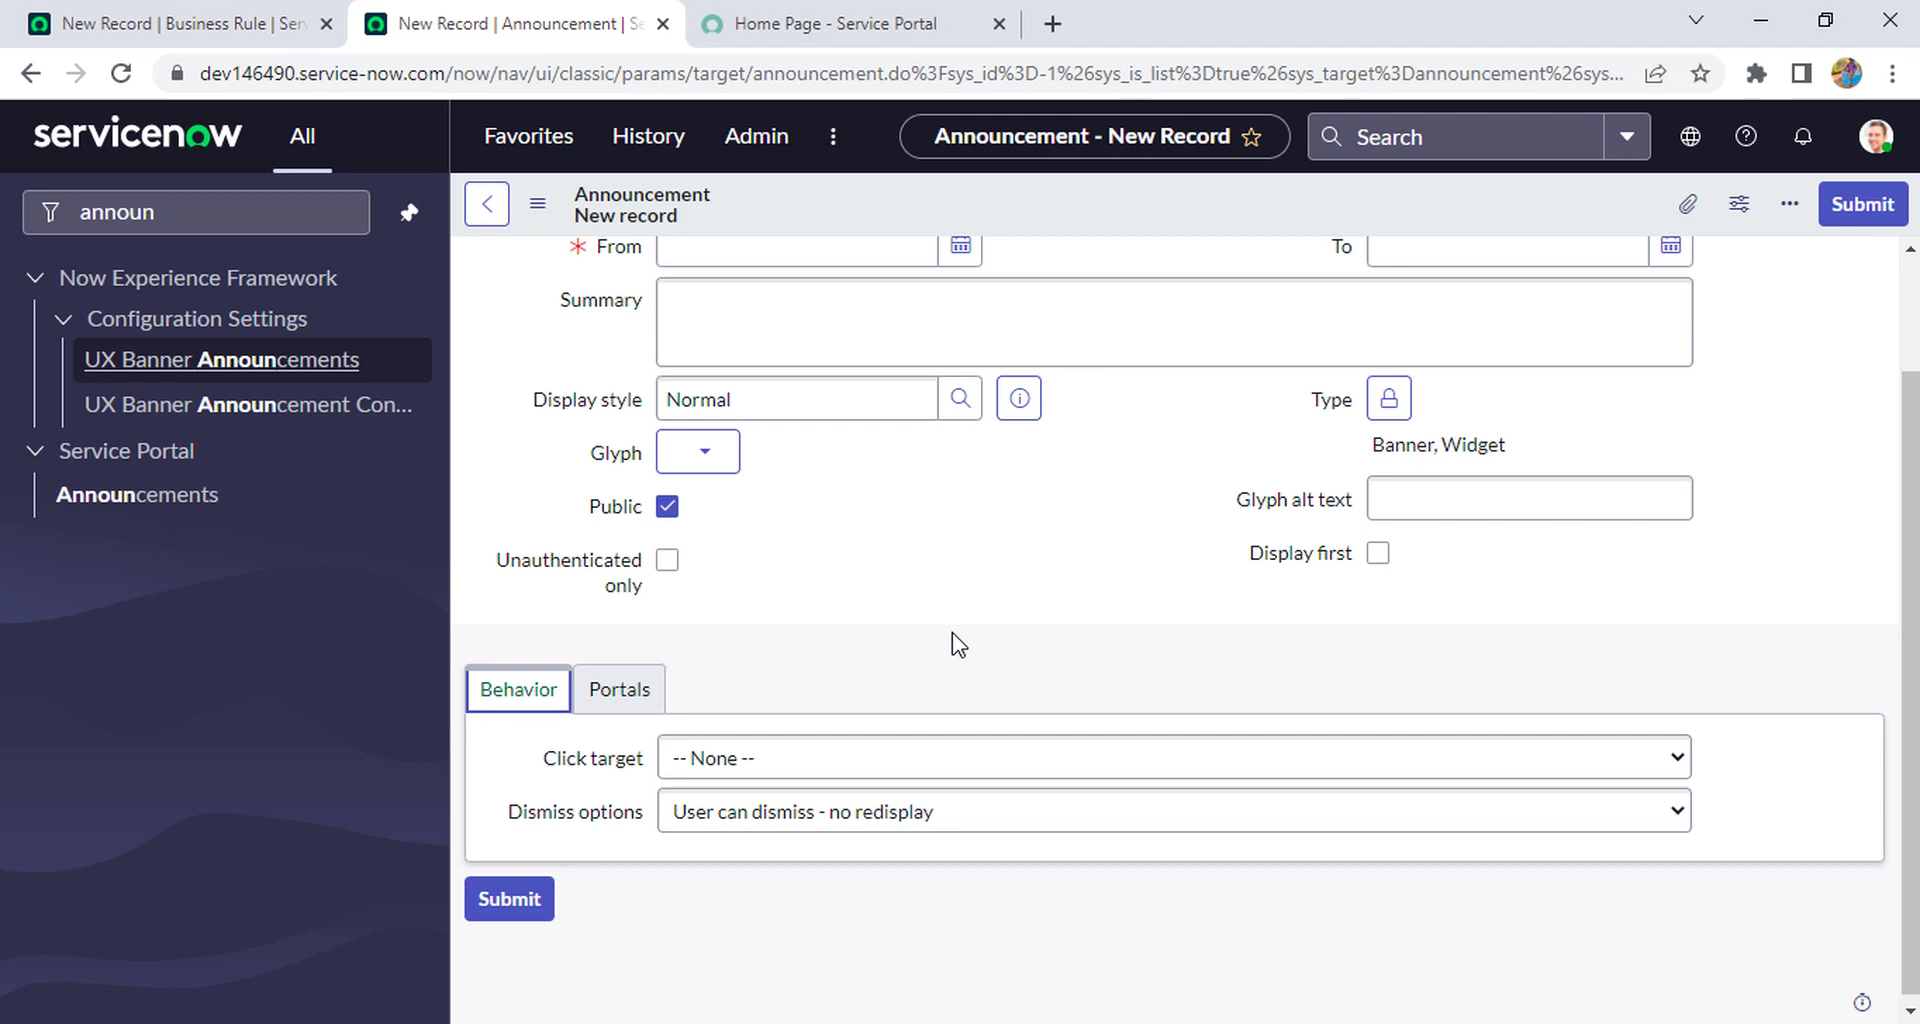 New Record | Business Rule | Ser
New Record | Announcement | Se
Home Page - Service Portal
dev146490.service-now.com/now/nav/ui/classic/params/target/announcement.do%3Fsys_id%3D-1%26sys_is_list%3Dtrue%26sys_target%3Dannouncement%26sys...
servicenow
All
Favorites
History
Admin
Announcement - New Record
Search
announ
Announcement
New record
Submit
Now Experience Framework
Configuration Settings
UX Banner Announcements
UX Banner Announcement Con...
Service Portal
Announcements
* From
To
Summary
Display style
Normal
Type
Banner, Widget
Glyph
Public
Glyph alt text
Unauthenticated
only
Display first
Behavior
Portals
Click target
-- None --
Dismiss options
User can dismiss - no redisplay
Submit